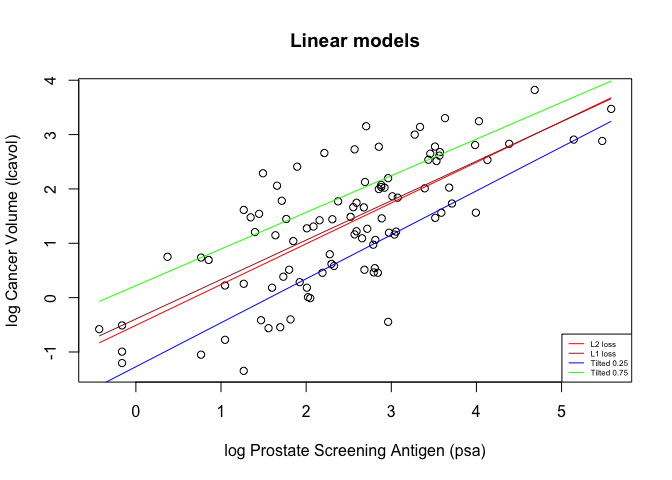 Linear models
log Cancer Volume (lcavol)
4
3
2
1
0
-1
0
1
2
3
4
5
log Prostate Screening Antigen (psa)
L2 loss
L1 loss
Tilted 0.25
Tilted 0.75